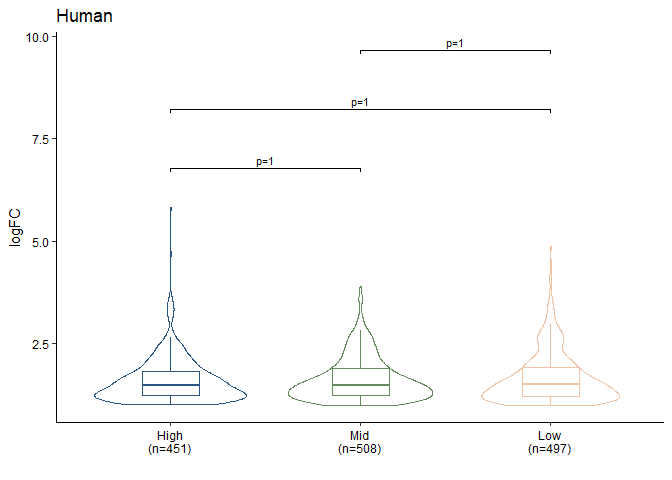 Human
10.0
p=1
p=1
7.5
p=1
logFC
5.0
2.5
High
(n=451)
Mid
(n=508)
Low
(n=497)